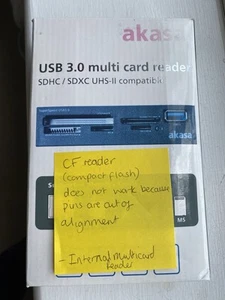 akasa
USB 3.0 multi card reader
SDHC / SDXC UHS-II compatible
akasa
CF reader
(compact flash)
does not work because
pins are out of
alignment
- Internal multicard
reader
MS